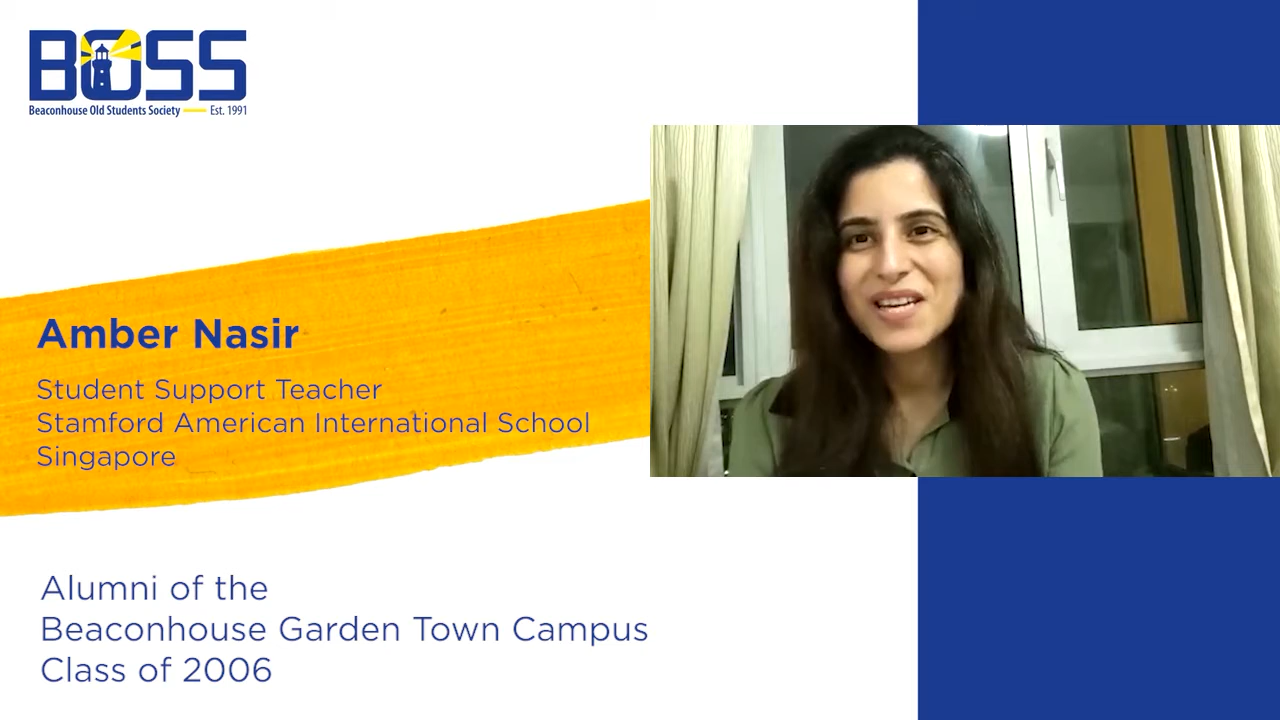 BOSS
Beaconhouse Old Students Society Est. 1991
Amber Nasir
Student Support Teacher
Stamford American International School
Singapore
Alumni of the
Beaconhouse Garden Town Campus
Class of 2006